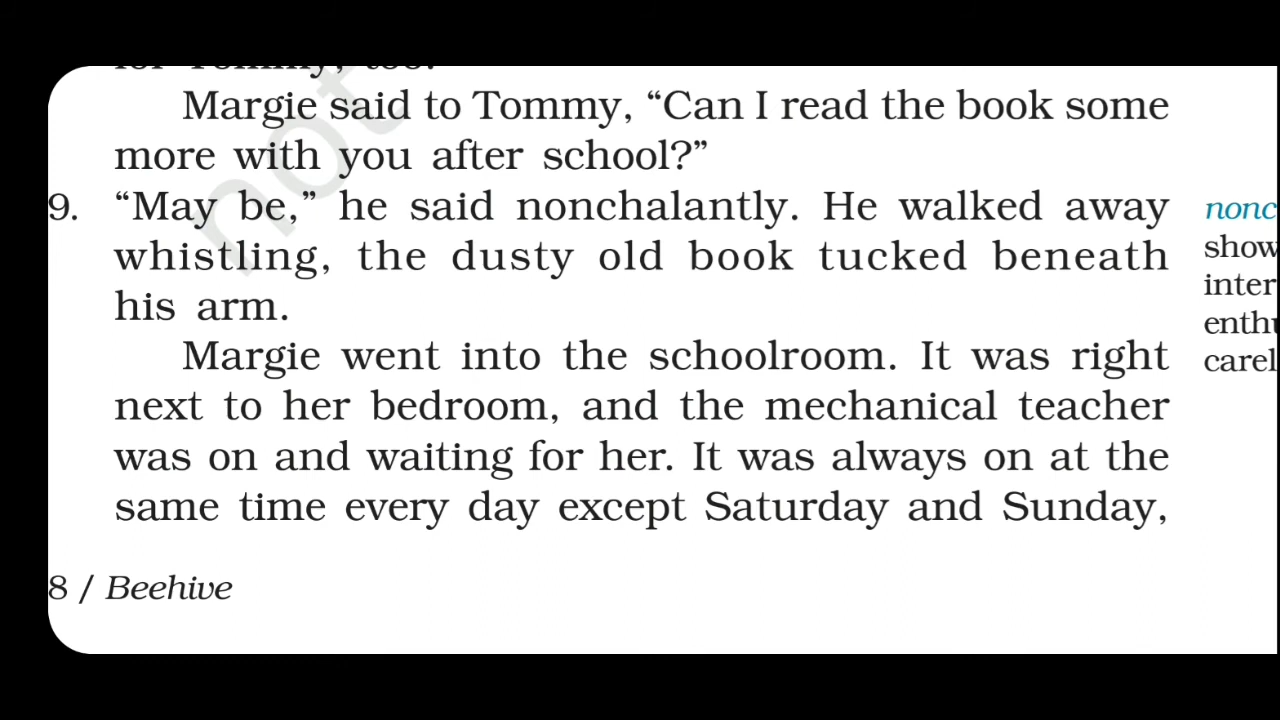 Margie said to Tommy, “Can I read the book some
more with you after school?”
9. “May be,” he said nonchalantly. He walked away
whistling, the dusty old book tucked beneath
his arm.
Margie went into the schoolroom. It was right
next to her bedroom, and the mechanical teacher
was on and waiting for her. It was always on at the
same time every day except Saturday and Sunday,
8 / Beehive
not